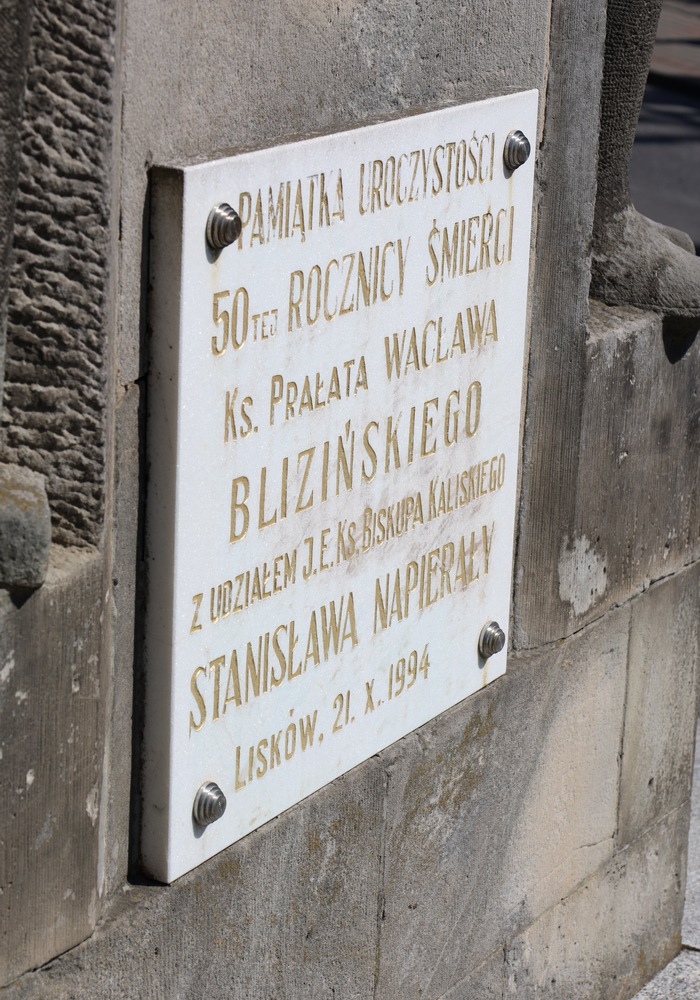 PAMIĄTKA UROCZYSTOŚCI
50TEJ ROCZNICY ŚMIERCI
Ks. PRAŁATA WACŁAWA
BLIZIŃSKIEGO
Z UDZIAŁEM J.E.Ks. BISKUPA KALISKIEGO
STANISŁAWA NAPIERAŁY
LISKÓW. 21. X. 1994